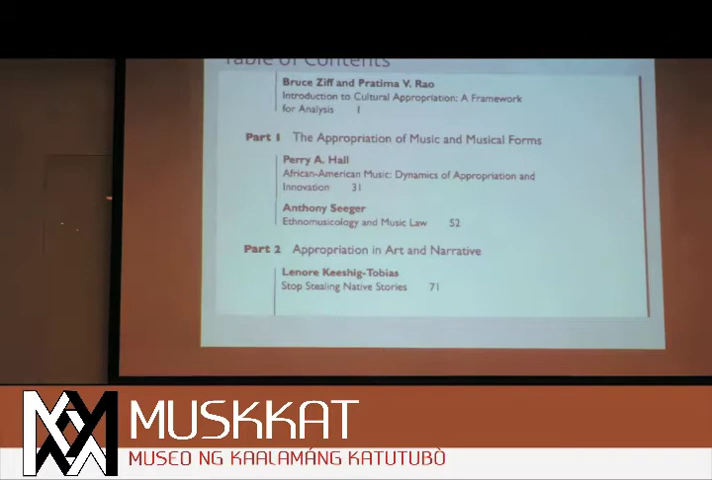 Table of Contents
Bruce Ziff and Pratima V. Rao
Introduction to Cultural Appropriation: A Framework
for Analysis 1
Part 1 The Appropriation of Music and Musical Forms
Perry A. Hall
African-American Music: Dynamics of Appropriation and
Innovation 31
Anthony Seeger
Ethnomusicology and Music Law 52
Part 2 Appropriation in Art and Narrative
Lenore Keeshig-Tobias
Stop Stealing Native Stories 71
MUSKKAT
MUSEO NG KAALAMÁNG KATUTUBÒ